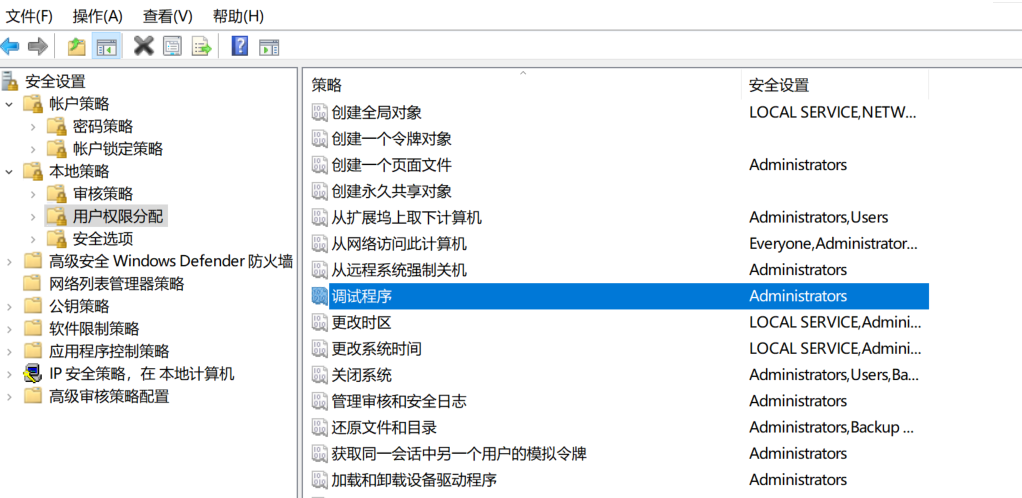 文件(F) 操作(A) 查看(V) 帮助(H)
安全设置
帐户策略
密码策略
帐户锁定策略
本地策略
审核策略
用户权限分配
安全选项
高级安全 Windows Defender 防火墙
网络列表管理器策略
公钥策略
软件限制策略
应用程序控制策略
IP 安全策略，在 本地计算机
高级审核策略配置
策略 安全设置
创建全局对象 LOCAL SERVICE,NETW...
创建一个令牌对象
创建一个页面文件 Administrators
创建永久共享对象
从扩展坞上取下计算机 Administrators,Users
从网络访问此计算机 Everyone,Administrator...
从远程系统强制关机 Administrators
调试程序 Administrators
更改时区 LOCAL SERVICE,Admini...
更改系统时间 LOCAL SERVICE,Admini...
关闭系统 Administrators,Users,Ba...
管理审核和安全日志 Administrators
还原文件和目录 Administrators,Backup ...
获取同一会话中另一个用户的模拟令牌 Administrators
加载和卸载设备驱动程序 Administrators